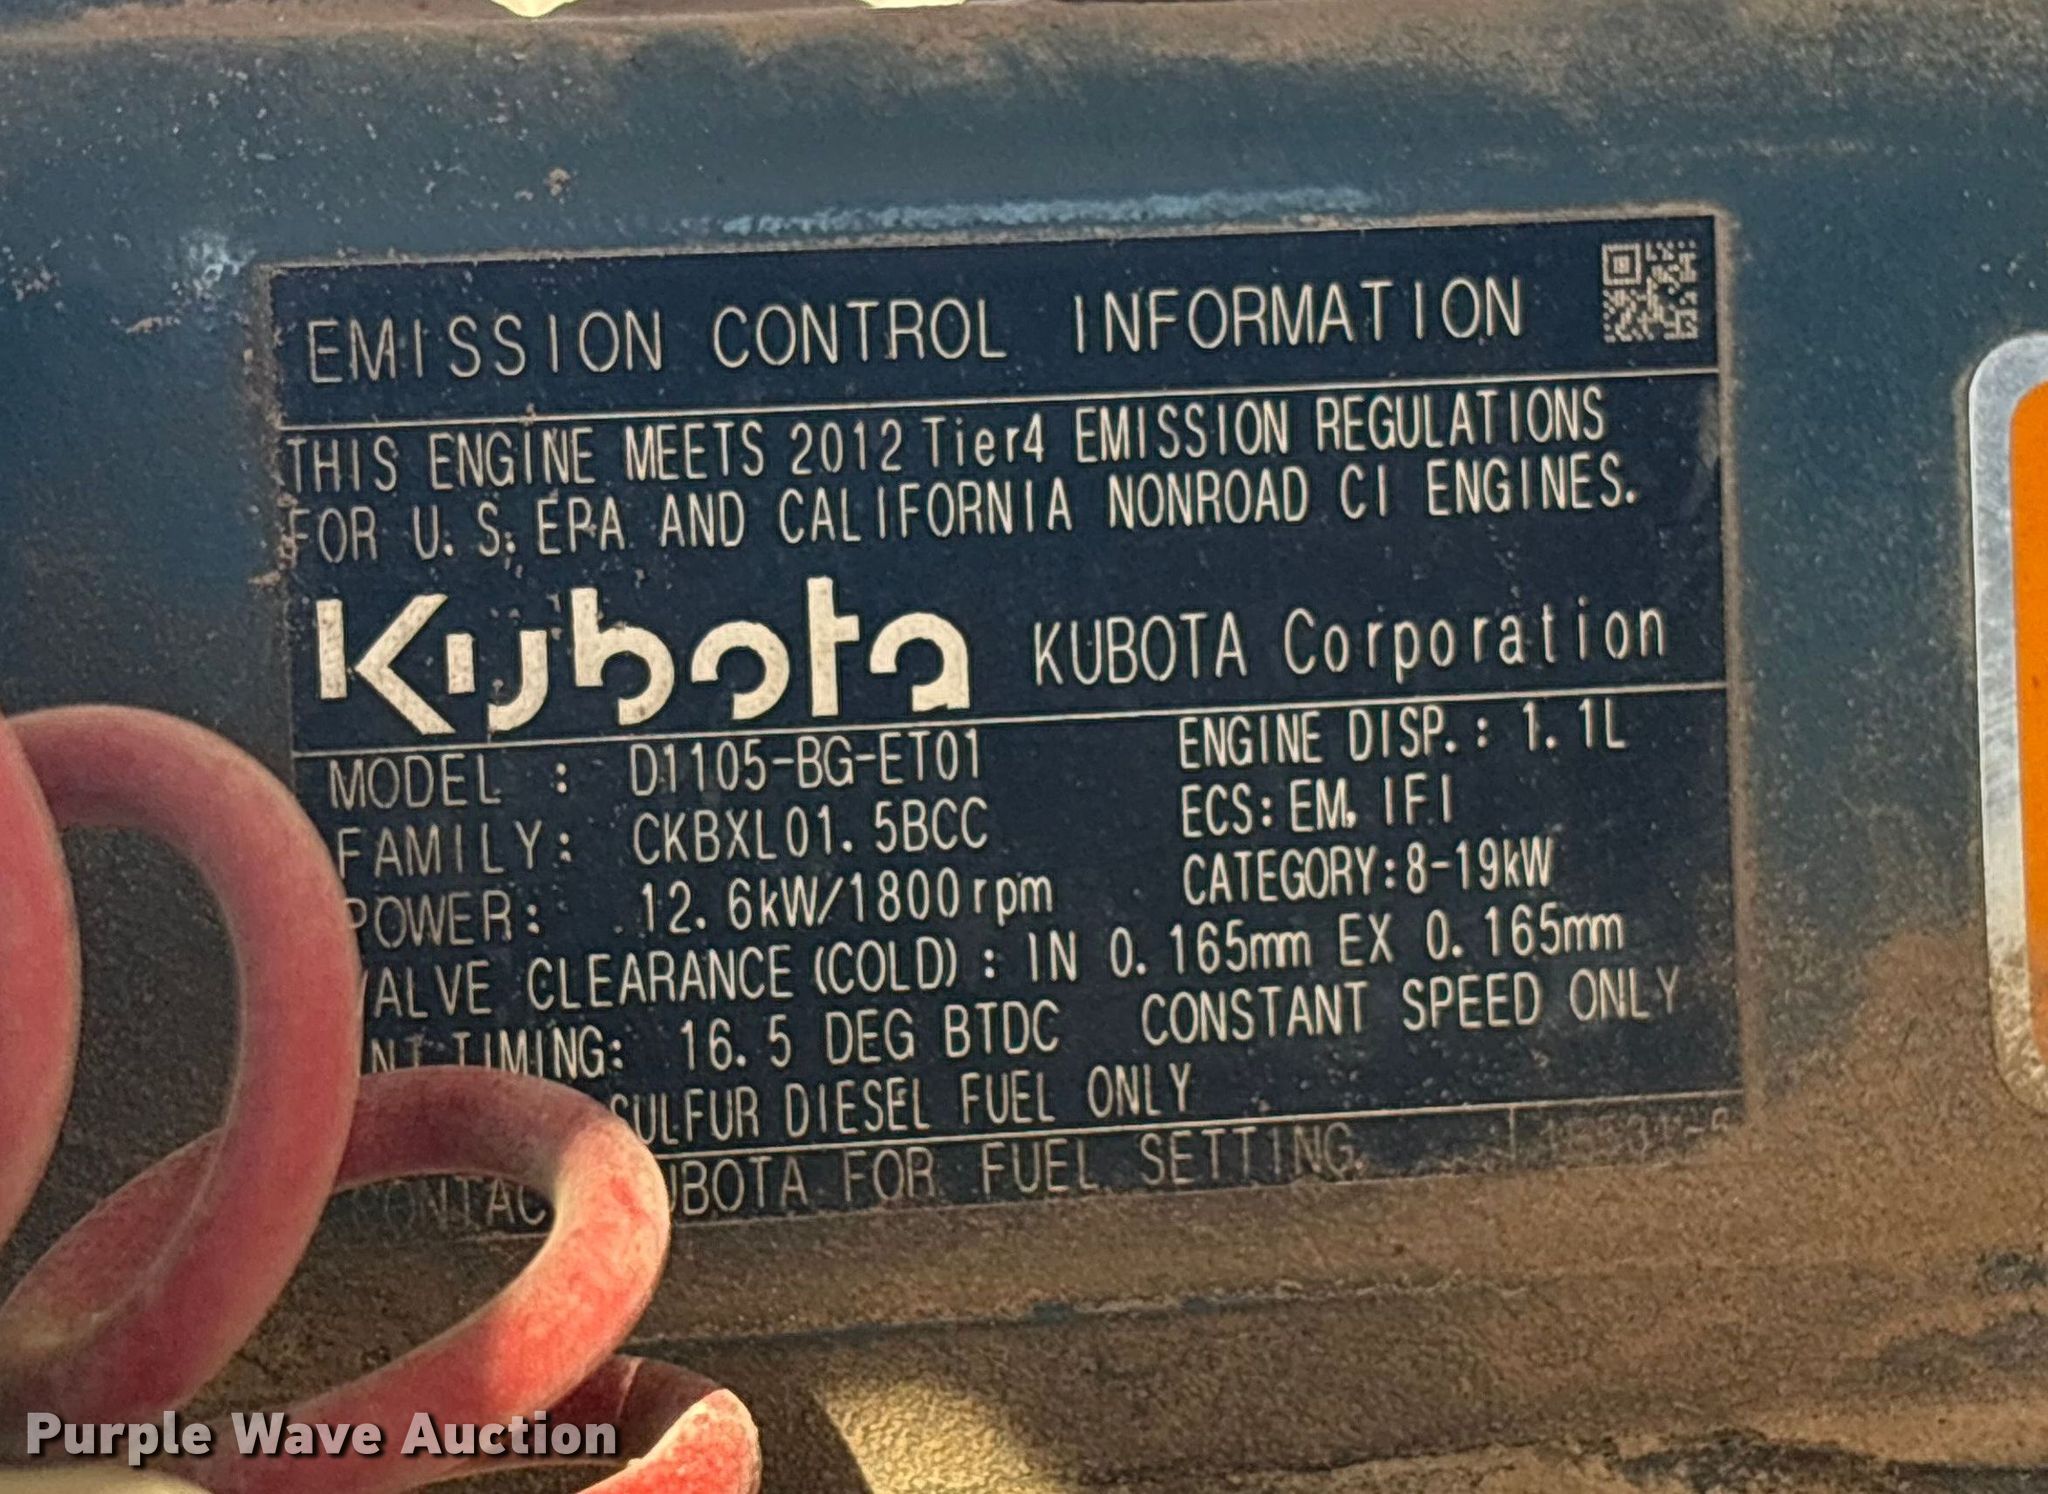 EMISSION CONTROL INFORMATION
THIS ENGINE MEETS 2012 Tier4 EMISSION REGULATIONS
FOR U.S. EPA AND CALIFORNIA NONROAD CI ENGINES.
Kubota KUBOTA Corporation
MODEL : D1105-BG-ET01 ENGINE DISP.: 1.1L
FAMILY: CKBXL01.5BCC ECS: EM, IFI
POWER: 12.6kW/1800rpm CATEGORY:8-19kW
VALVE CLEARANCE (COLD) : IN 0.165mm EX 0.165mm
INJ TIMING: 16.5 DEG BTDC CONSTANT SPEED ONLY
SULFUR DIESEL FUEL ONLY
CONTACT KUBOTA FOR FUEL SETTING.
Purple Wave Auction